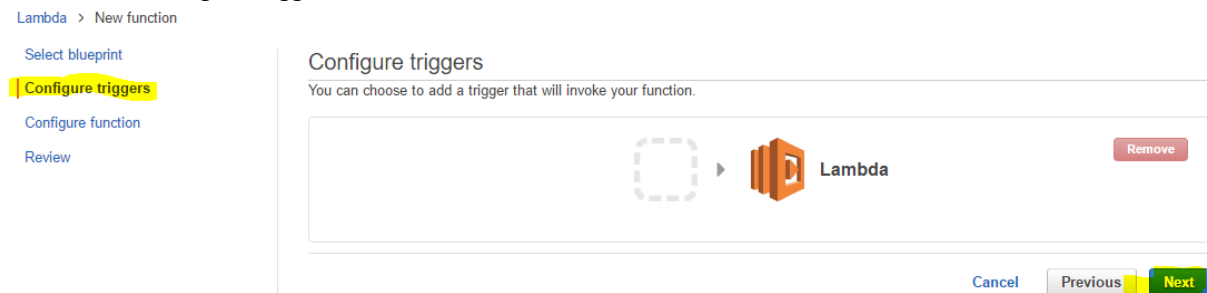 Lambda > New function
Select blueprint
Configure triggers
Configure function
Review
Configure triggers
You can choose to add a trigger that will invoke your function.
Lambda
Remove
Cancel Previous Next